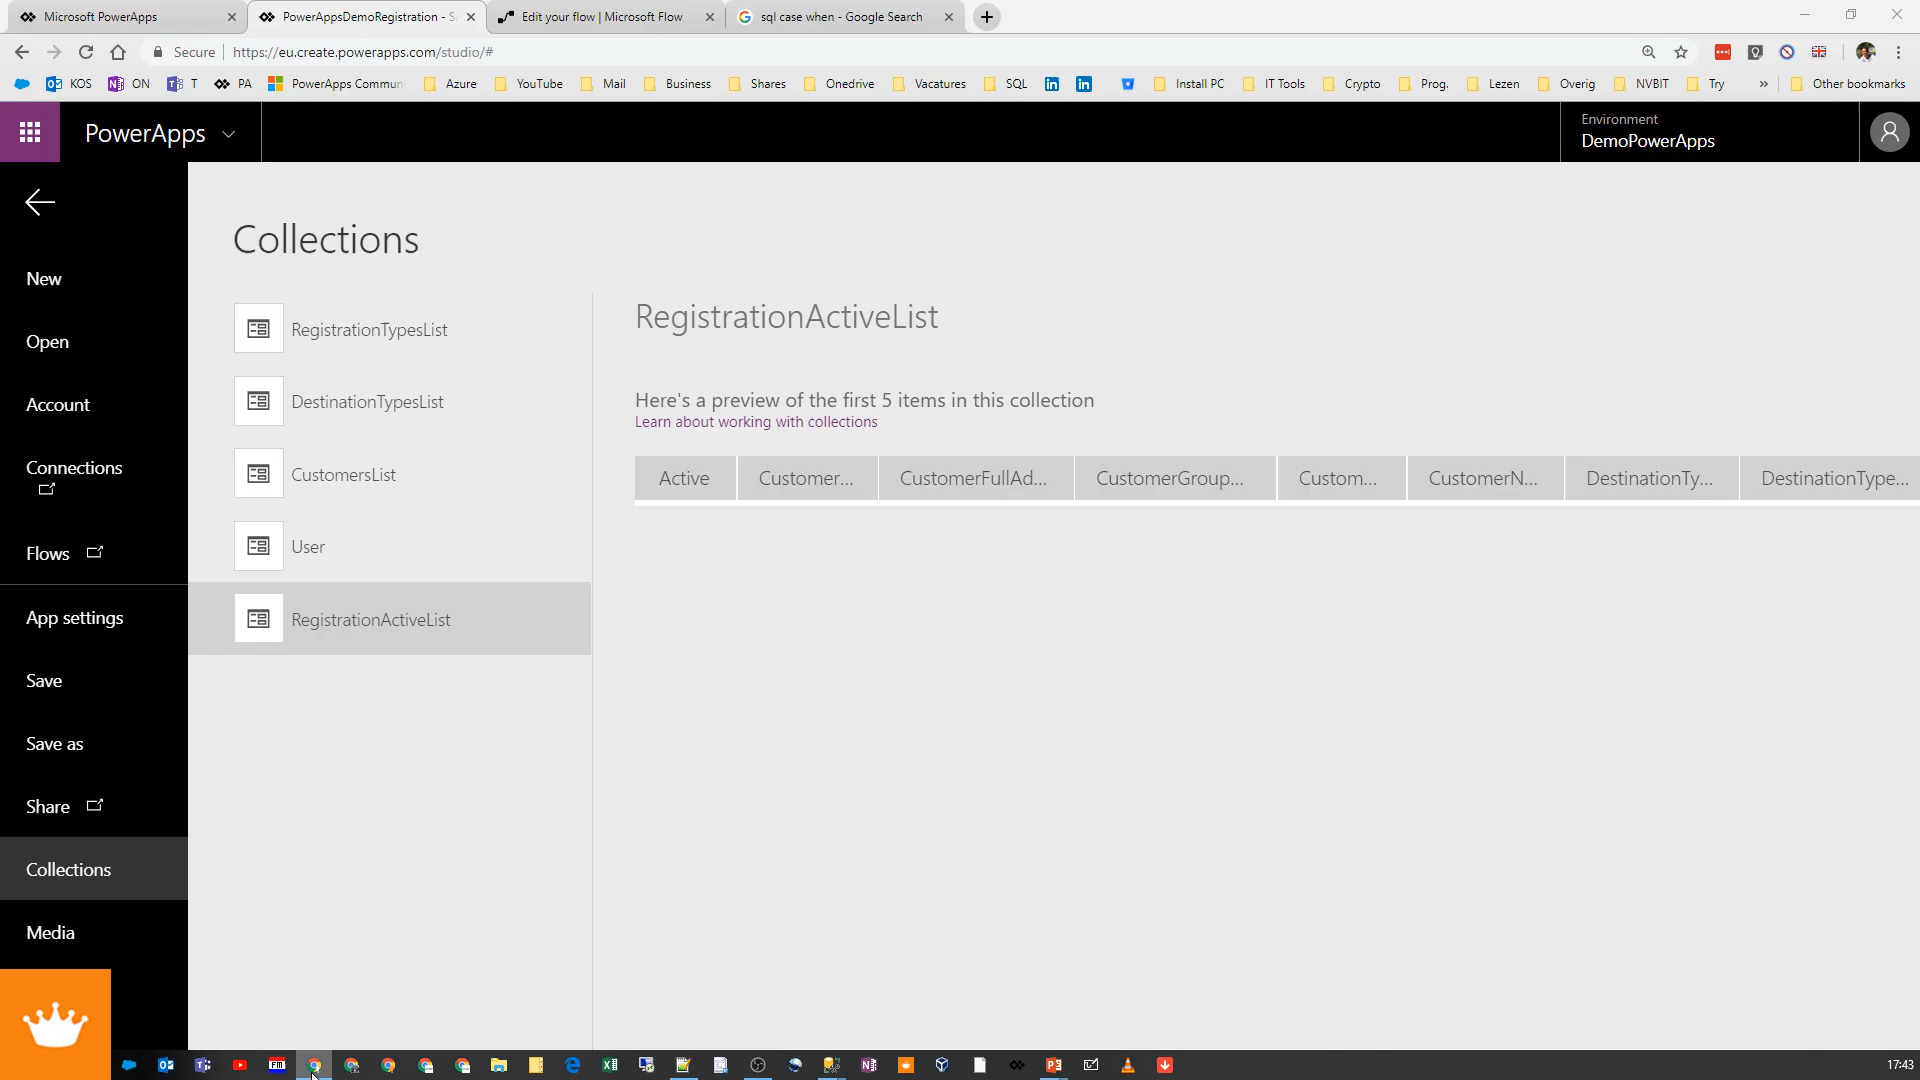 Microsoft PowerApps
PowerAppsDemoRegistration - S
Edit your flow | Microsoft Flow
sql case when - Google Search
Secure
https://eu.create.powerapps.com/studio/#
KOS
ON
T
PA
PowerApps Commun
Azure
YouTube
Mail
Business
Shares
Onedrive
Vacatures
SQL
Install PC
IT Tools
Crypto
Prog.
Lezen
Overig
NVBIT
Try
»
Other bookmarks
PowerApps
Environment
DemoPowerApps
New
Open
Account
Connections
Flows
App settings
Save
Save as
Share
Collections
Media
Collections
RegistrationTypesList
DestinationTypesList
CustomersList
User
RegistrationActiveList
RegistrationActiveList
Here's a preview of the first 5 items in this collection
Learn about working with collections
Active
Customer...
CustomerFullAd...
CustomerGroup...
Custom...
CustomerN...
DestinationTy...
DestinationType...
FM
17:43